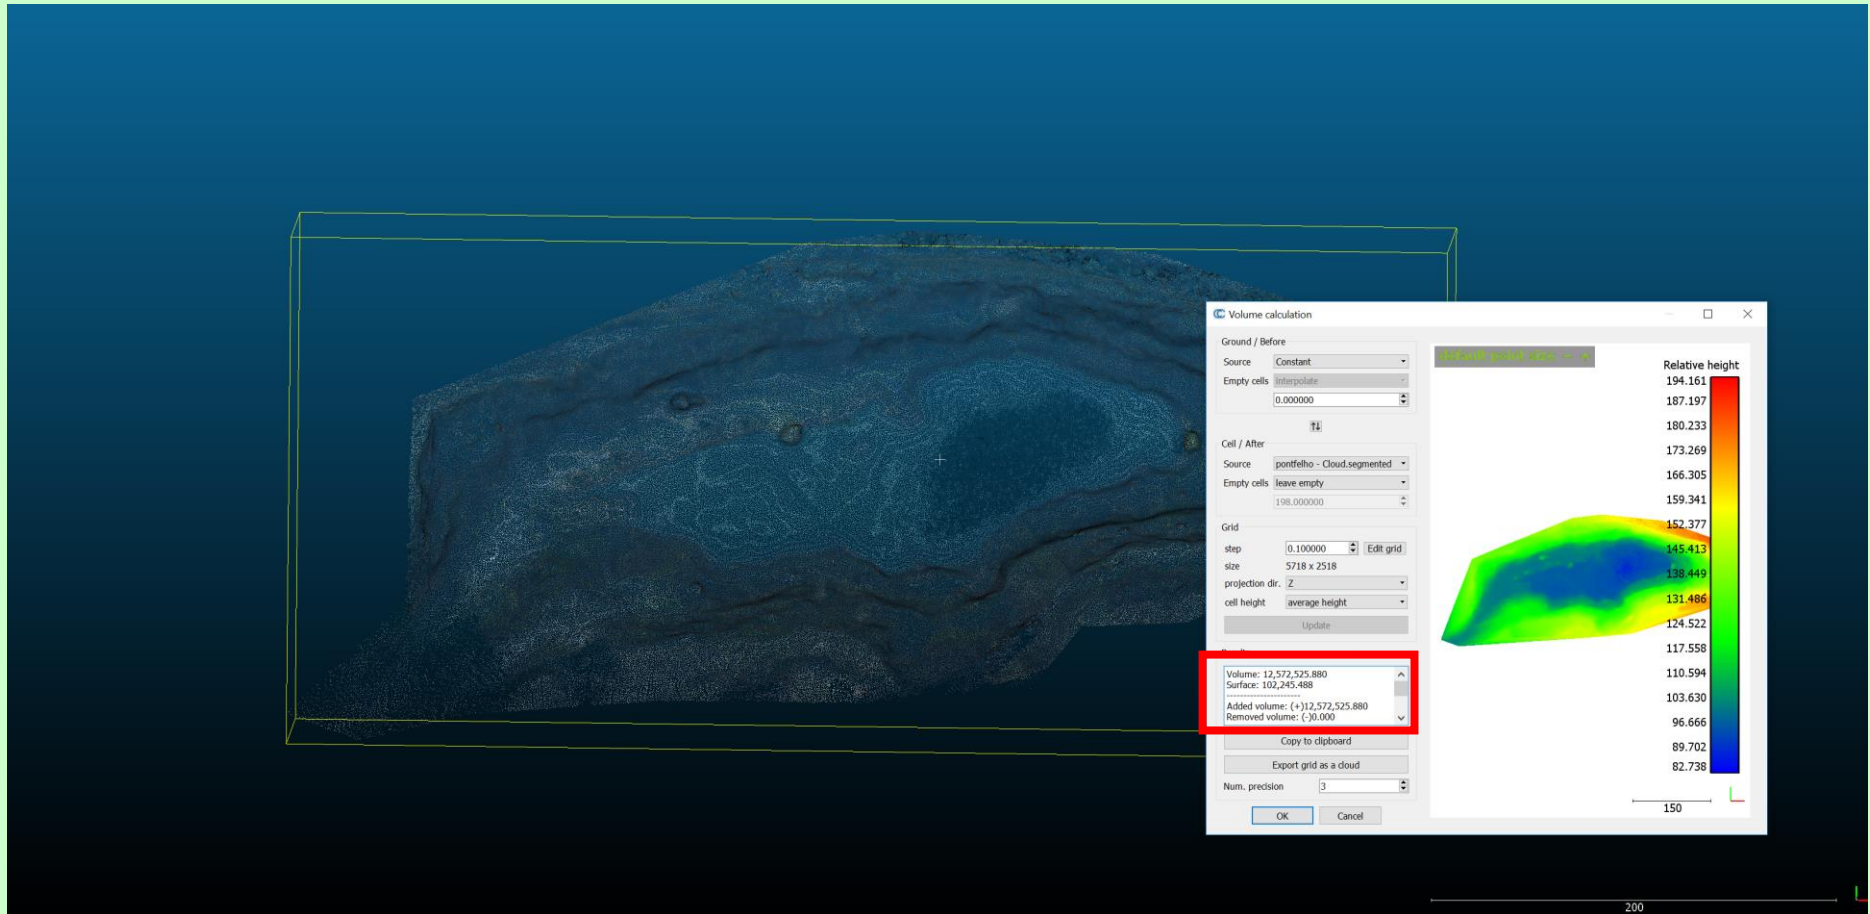 Volume calculation
Ground / Before
Source Constant
Empty cells Interpolate
0.000000
Cell / After
Source pontfelho - Cloud.segmented
Empty cells leave empty
198.000000
Grid
step 0.100000 Edit grid
size 5718 x 2518
projection dir. Z
cell height average height
Update
Volume: 12,572,525.880
Surface: 102,245.488
----------------------
Added volume: (+)12,572,525.880
Removed volume: (-)0.000
Copy to clipboard
Export grid as a cloud
Num. precision 3
OK Cancel
default point size - +
Relative height
194.161
187.197
180.233
173.269
166.305
159.341
152.377
145.413
138.449
131.486
124.522
117.558
110.594
103.630
96.666
89.702
82.738
150
200